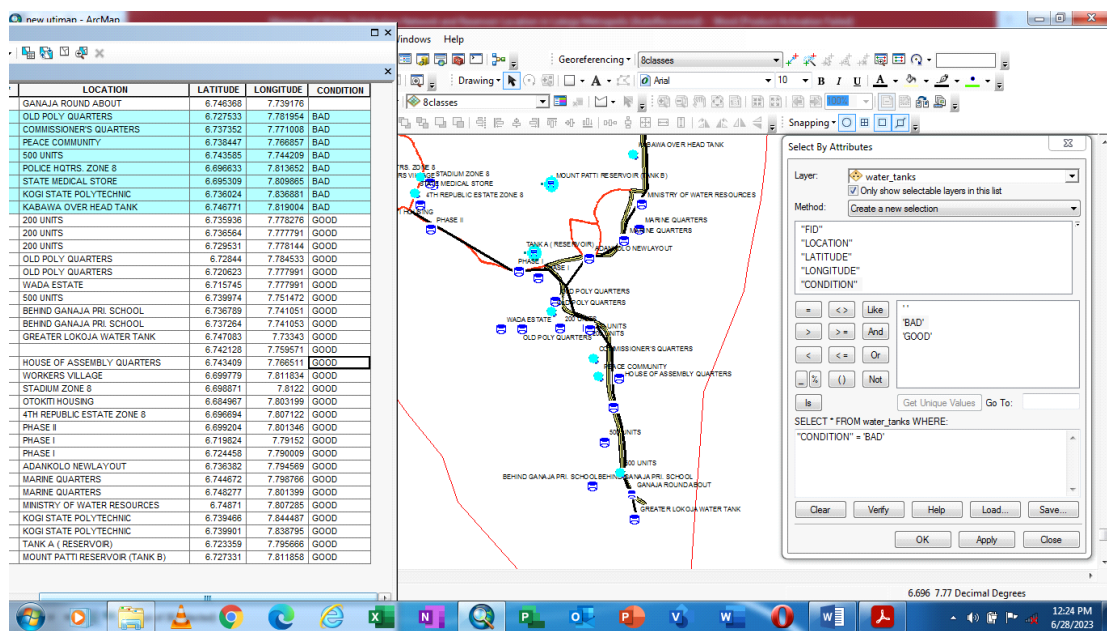 new utimap - ArcMap
Windows Help
Georeferencing
8classes
Drawing
A
Arial
10
B I U A
8classes
100%
Snapping
LOCATION LATITUDE LONGITUDE CONDITION
GANAJA ROUND ABOUT 6.746368 7.739176
OLD POLY QUARTERS 6.727533 7.781954 BAD
COMMISSIONER'S QUARTERS 6.737352 7.771008 BAD
PEACE COMMUNITY 6.738447 7.766857 BAD
500 UNITS 6.743585 7.744209 BAD
POLICE HQTRS. ZONE 8 6.696633 7.813652 BAD
STATE MEDICAL STORE 6.695309 7.809865 BAD
KOGI STATE POLYTECHNIC 6.736024 7.836881 BAD
KABAWA OVER HEAD TANK 6.746771 7.819004 BAD
200 UNITS 6.735936 7.778276 GOOD
200 UNITS 6.736564 7.777791 GOOD
200 UNITS 6.729531 7.778144 GOOD
OLD POLY QUARTERS 6.72844 7.784533 GOOD
OLD POLY QUARTERS 6.720623 7.777991 GOOD
WADA ESTATE 6.715745 7.777991 GOOD
500 UNITS 6.739974 7.751472 GOOD
BEHIND GANAJA PRI. SCHOOL 6.736789 7.741051 GOOD
BEHIND GANAJA PRI. SCHOOL 6.737264 7.741053 GOOD
GREATER LOKOJA WATER TANK 6.747083 7.73343 GOOD
6.742128 7.759571 GOOD
HOUSE OF ASSEMBLY QUARTERS 6.743409 7.766511 GOOD
WORKERS VILLAGE 6.699779 7.811834 GOOD
STADIUM ZONE 8 6.698871 7.8122 GOOD
OTOKITI HOUSING 6.684967 7.803199 GOOD
4TH REPUBLIC ESTATE ZONE 8 6.696694 7.807122 GOOD
PHASE II 6.699204 7.801346 GOOD
PHASE I 6.719824 7.79152 GOOD
PHASE I 6.724458 7.790009 GOOD
ADANKOLO NEWLAYOUT 6.736382 7.794569 GOOD
MARINE QUARTERS 6.744672 7.798766 GOOD
MARINE QUARTERS 6.748277 7.801399 GOOD
MINISTRY OF WATER RESOURCES 6.74871 7.807285 GOOD
KOGI STATE POLYTECHNIC 6.739466 7.844487 GOOD
KOGI STATE POLYTECHNIC 6.739901 7.838795 GOOD
TANK A ( RESERVOIR) 6.723359 7.795666 GOOD
MOUNT PATTI RESERVOIR (TANK B) 6.727331 7.811858 GOOD
KABAWA OVER HEAD TANK
STADIUM ZONE 8
MOUNT PATTI RESERVOIR (TANK B)
STATE MEDICAL STORE
4TH REPUBLIC ESTATE ZONE 8
MINISTRY OF WATER RESOURCES
HOUSING
PHASE II
MARINE QUARTERS
MARINE QUARTERS
TANK A ( RESERVOIR)
ADANKOLO NEWLAYOUT
PHASE I
PHASE I
OLD POLY QUARTERS
OLD POLY QUARTERS
WADA ESTATE
200 UNITS
OLD POLY QUARTERS
COMMISSIONER'S QUARTERS
PEACE COMMUNITY
HOUSE OF ASSEMBLY QUARTERS
500 UNITS
500 UNITS
BEHIND GANAJA PRI. SCHOOL
BEHIND GANAJA PRI. SCHOOL
GANAJA ROUND ABOUT
GREATER LOKOJA WATER TANK
Select By Attributes
Layer: water_tanks
Only show selectable layers in this list
Method: Create a new selection
"FID"
"LOCATION"
"LATITUDE"
"LONGITUDE"
"CONDITION"
= <> Like
> >= And
< <= Or
_ % () Not
Is
' '
'BAD'
'GOOD'
Get Unique Values Go To:
SELECT * FROM water_tanks WHERE:
"CONDITION" = 'BAD'
Clear Verify Help Load... Save...
OK Apply Close
6.696 7.77 Decimal Degrees
12:24 PM
6/28/2023